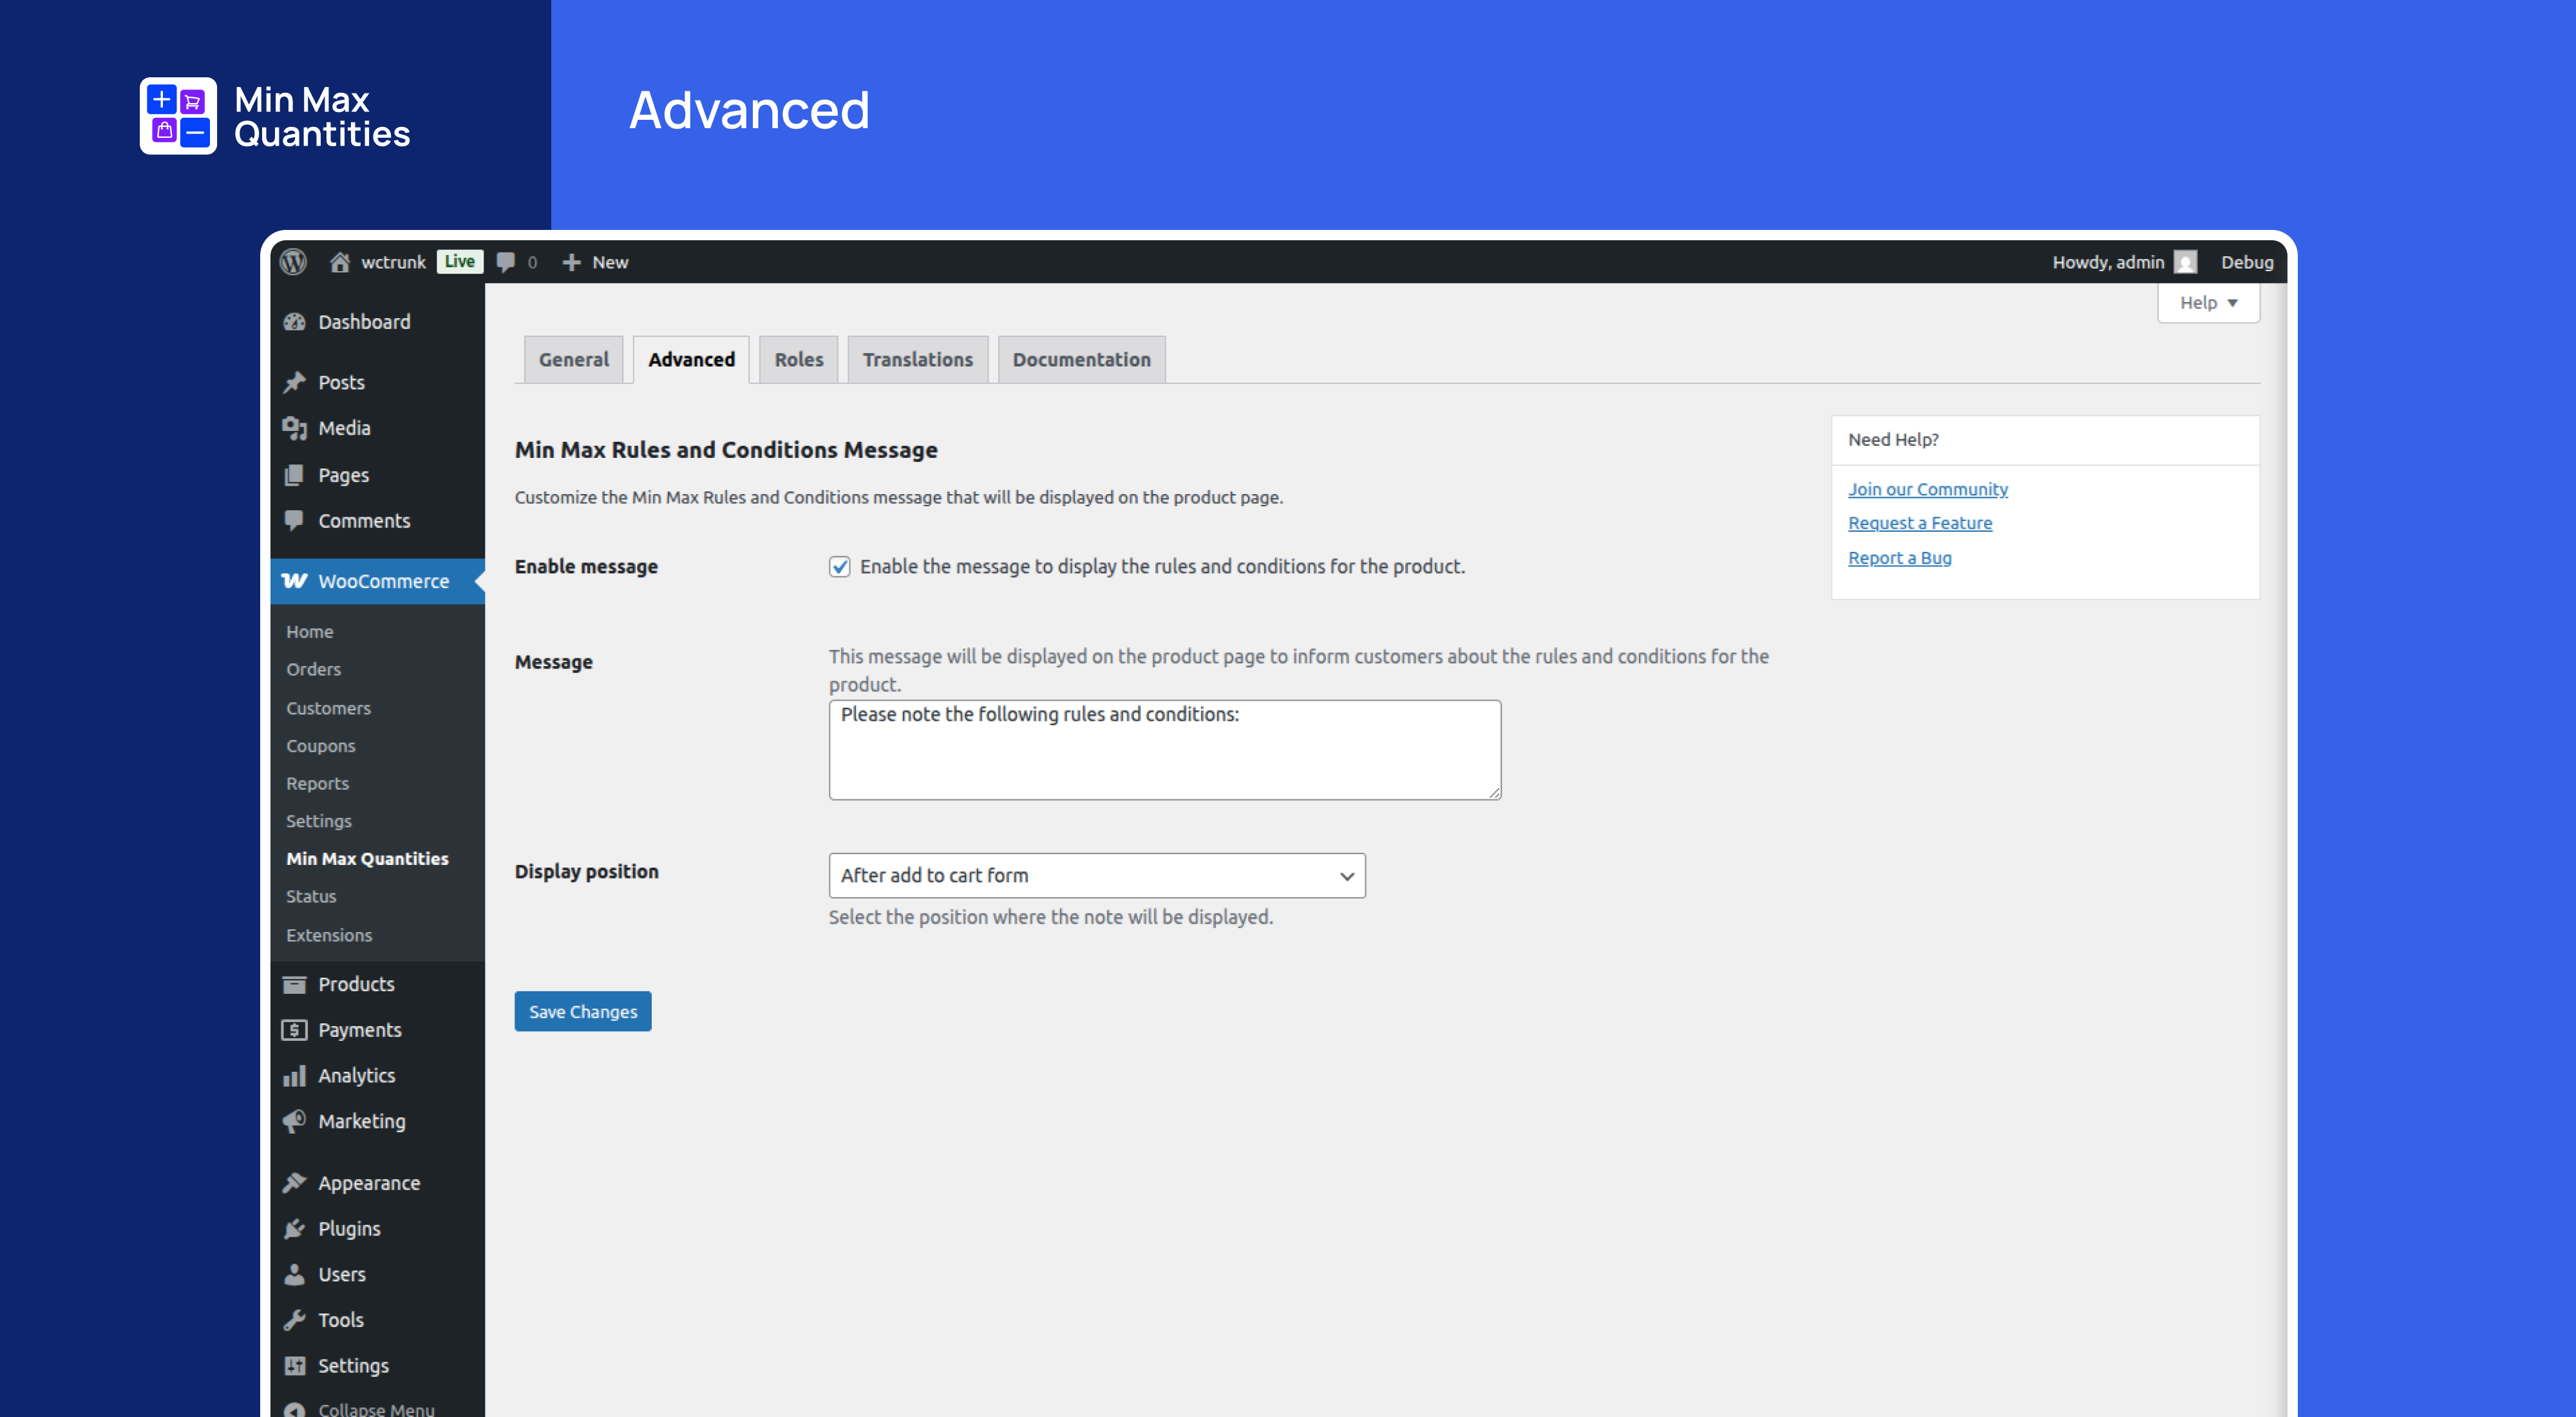 Min Max
Quantities
Advanced
wctrunk Live 0 New
Howdy, admin Debug
Help
Dashboard
Posts
Media
Pages
Comments
WooCommerce
Home
Orders
Customers
Coupons
Reports
Settings
Min Max Quantities
Status
Extensions
Products
Payments
Analytics
Marketing
Appearance
Plugins
Users
Tools
Settings
Collapse Menu
General Advanced Roles Translations Documentation
Min Max Rules and Conditions Message
Customize the Min Max Rules and Conditions message that will be displayed on the product page.
Enable message
Enable the message to display the rules and conditions for the product.
Message
This message will be displayed on the product page to inform customers about the rules and conditions for the
product.
Please note the following rules and conditions:
Display position
After add to cart form
Select the position where the note will be displayed.
Save Changes
Need Help?
Join our Community
Request a Feature
Report a Bug